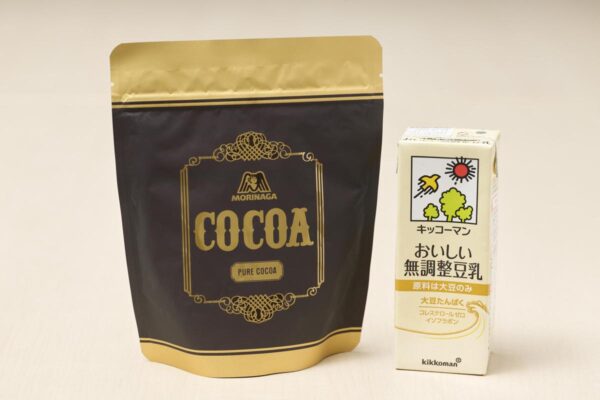 MORINAGA
COCOA
PURE COCOA
キッコーマン
おいしい
無調整豆乳
原料は大豆のみ
大豆たんぱく
コレステロールゼロ
イソフラボン
kikkoman